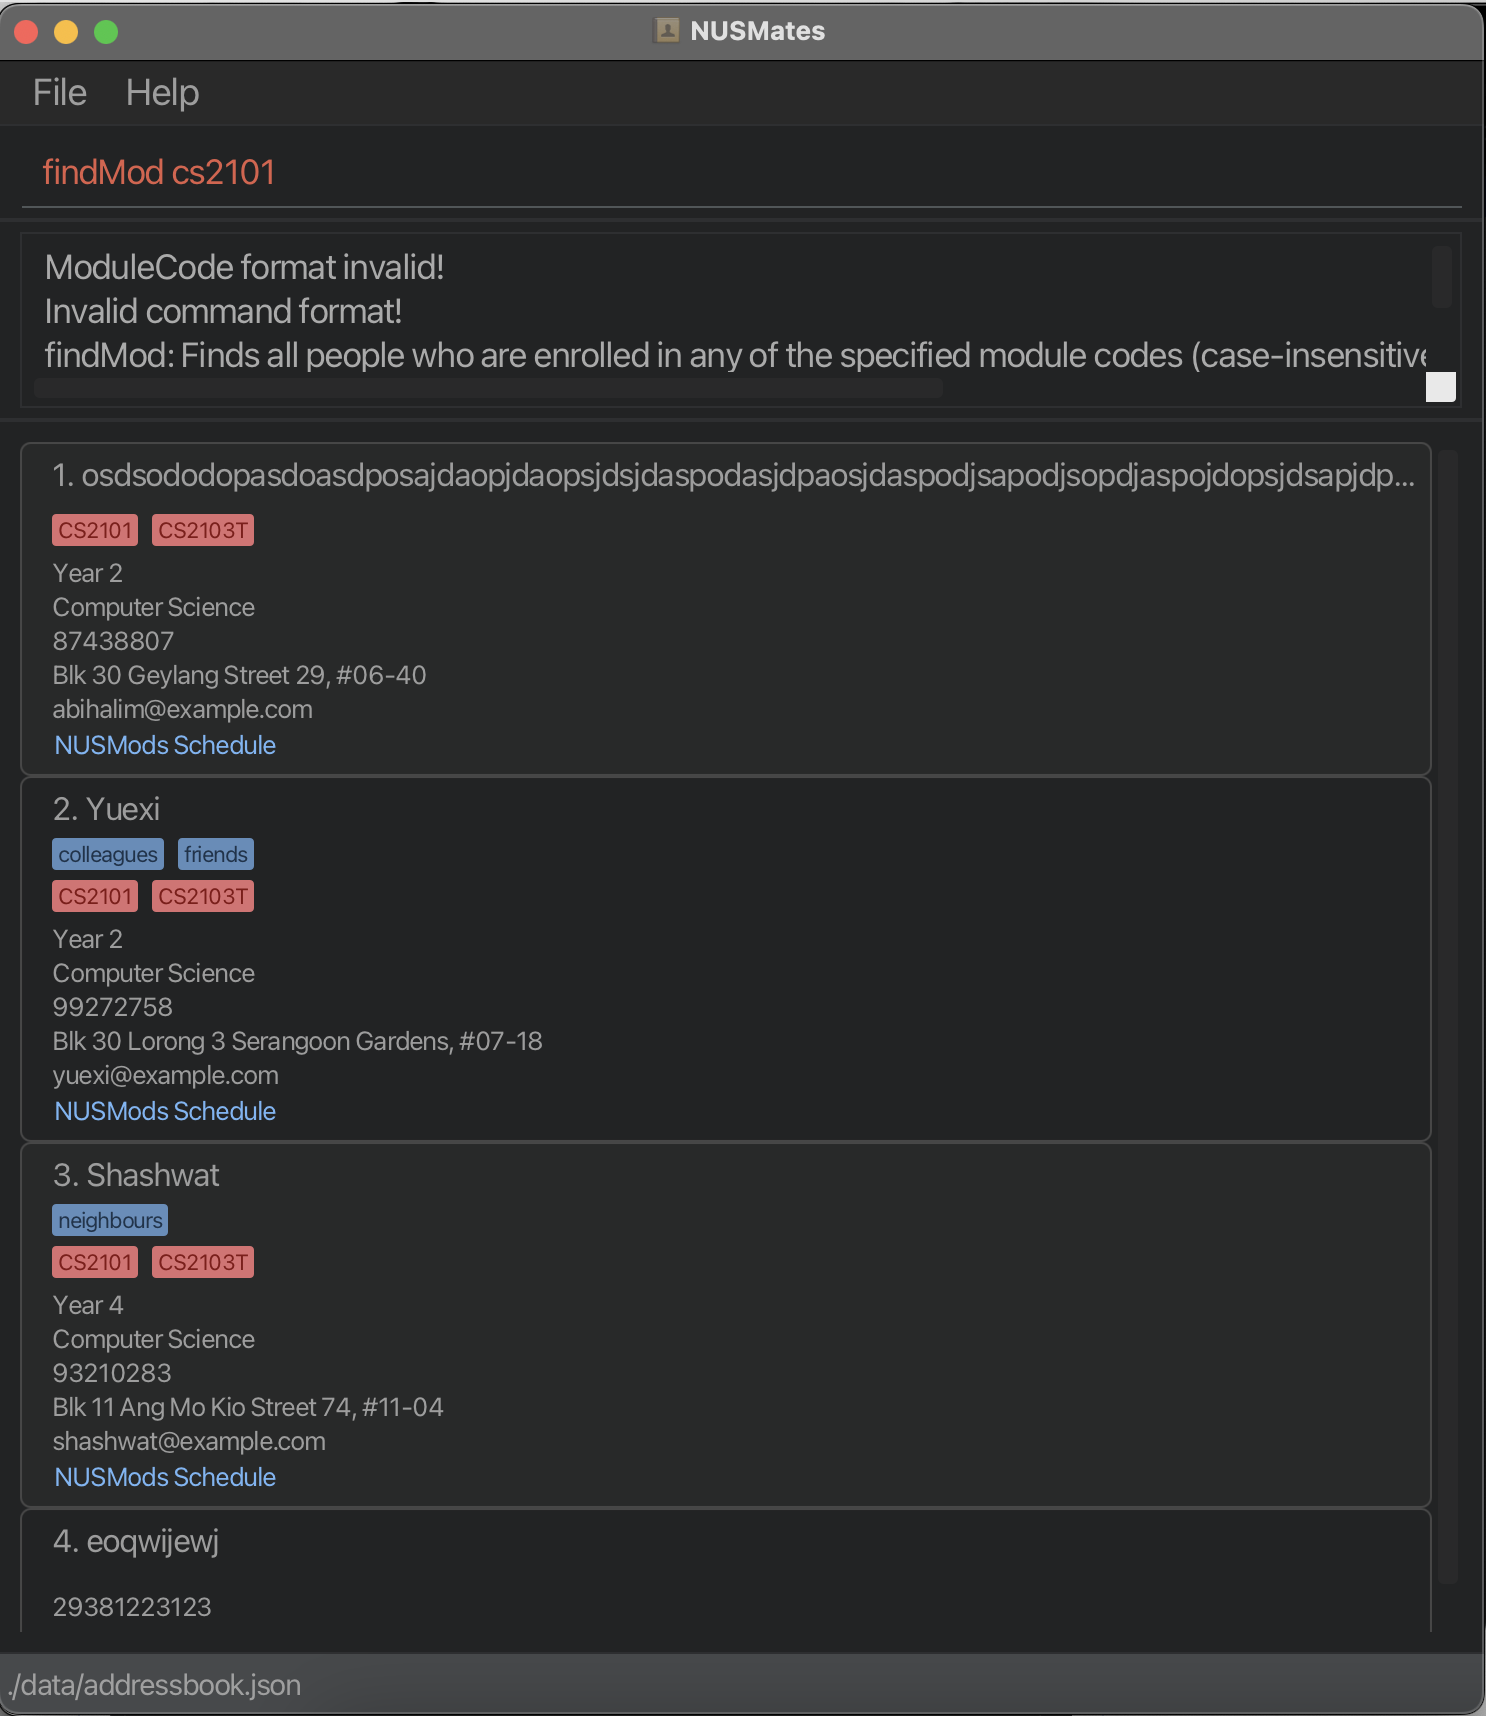 NUSMates
File Help
findMod cs2101
ModuleCode format invalid!
Invalid command format!
findMod: Finds all people who are enrolled in any of the specified module codes (case-insensitive
1. osdsododopasdoasdposajdaopjdaopsjdsjdaspodasjdpaosjdaspodjsapodjsopdjaspojdopsjdsapjdp...
CS2101 CS2103T
Year 2
Computer Science
87438807
Blk 30 Geylang Street 29, #06-40
abihalim@example.com
NUSMods Schedule
2. Yuexi
colleagues friends
CS2101 CS2103T
Year 2
Computer Science
99272758
Blk 30 Lorong 3 Serangoon Gardens, #07-18
yuexi@example.com
NUSMods Schedule
3. Shashwat
neighbours
CS2101 CS2103T
Year 4
Computer Science
93210283
Blk 11 Ang Mo Kio Street 74, #11-04
shashwat@example.com
NUSMods Schedule
4. eoqwijewj
29381223123
./data/addressbook.json